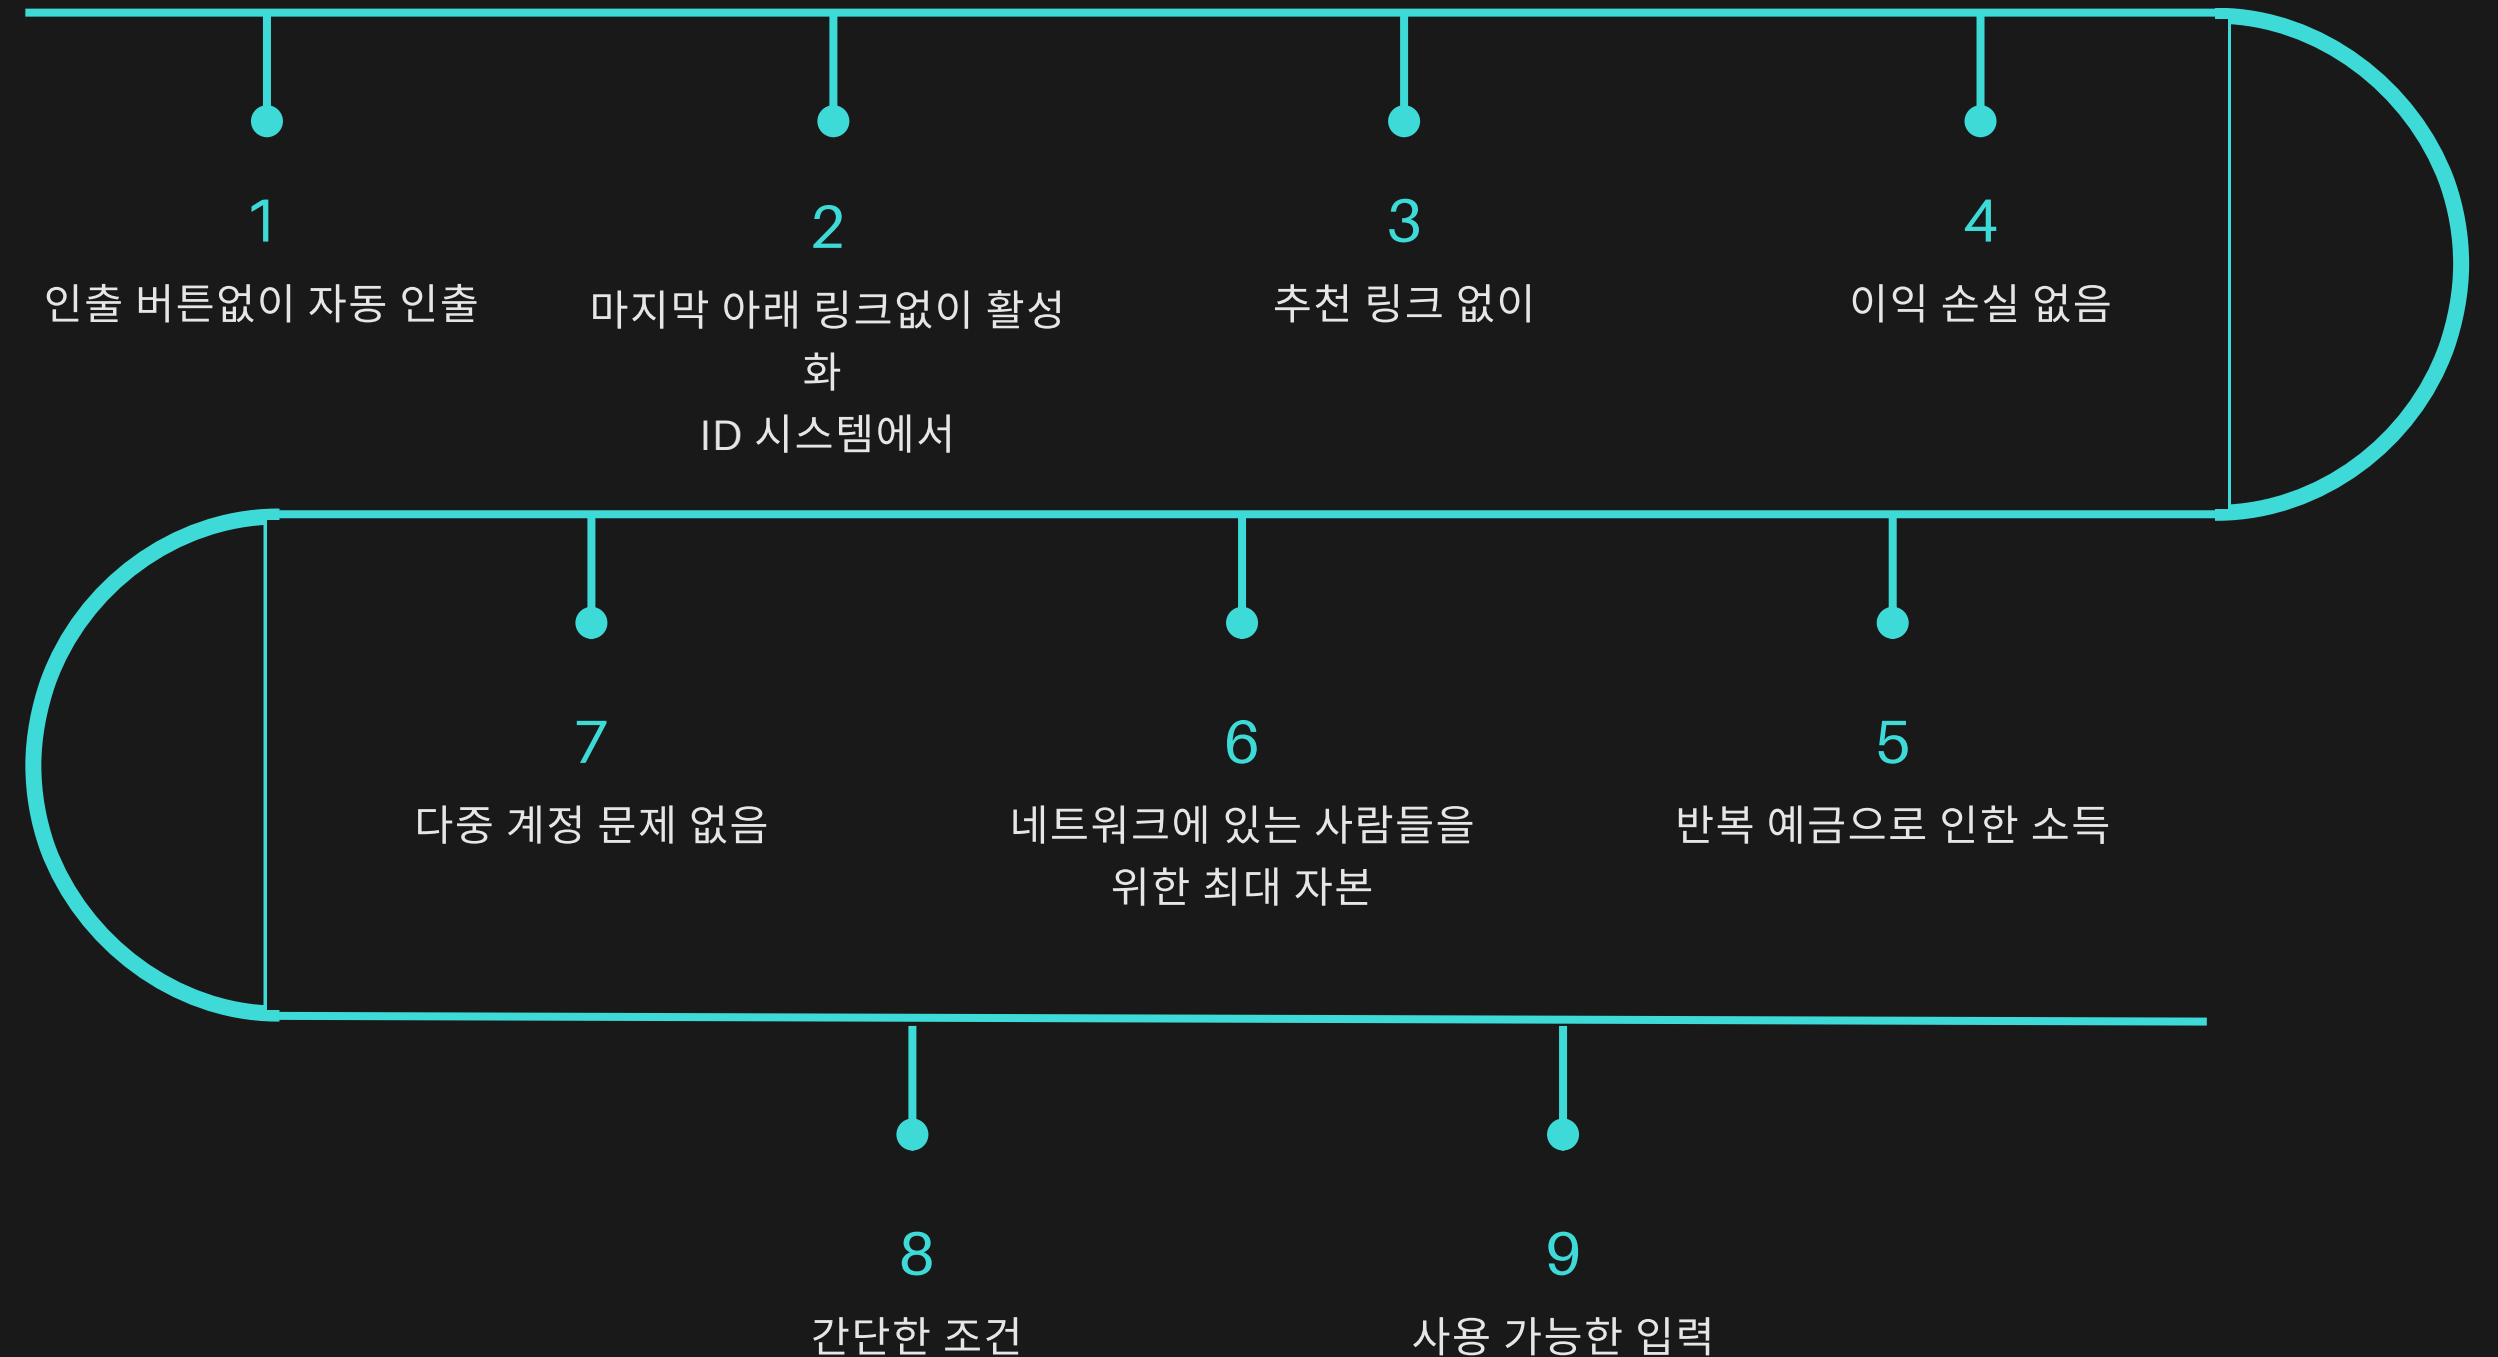 1
인출 버튼없이 자동 인출
2
마지막 아대 링크없이 활성
화
ID 시스템에서
3
추천 링크 없이
4
이익 손실 없음
7
다중 계정 문제 없음
6
네트워크에 있는 사람들을
위한 최대 자본
5
반복 예금으로 인한 소득
8
간단한 조건
9
사용 가능한 입력